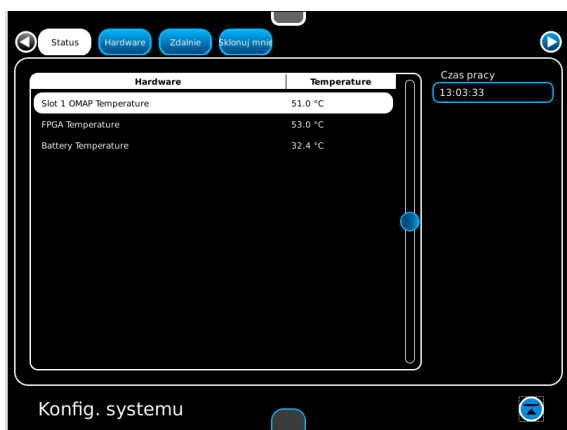 Status Hardware Zdalnie Sklonuj mnie
Hardware Temperature
Slot 1 OMAP Temperature 51.0 °C
FPGA Temperature 53.0 °C
Battery Temperature 32.4 °C
Czas pracy
13:03:33
Konfig. systemu